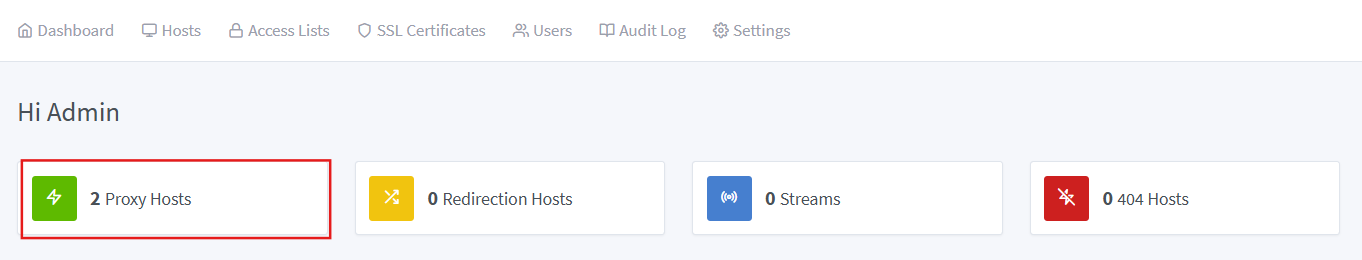 Dashboard Hosts Access Lists SSL Certificates Users Audit Log Settings
Hi Admin
2 Proxy Hosts 0 Redirection Hosts 0 Streams 0 404 Hosts